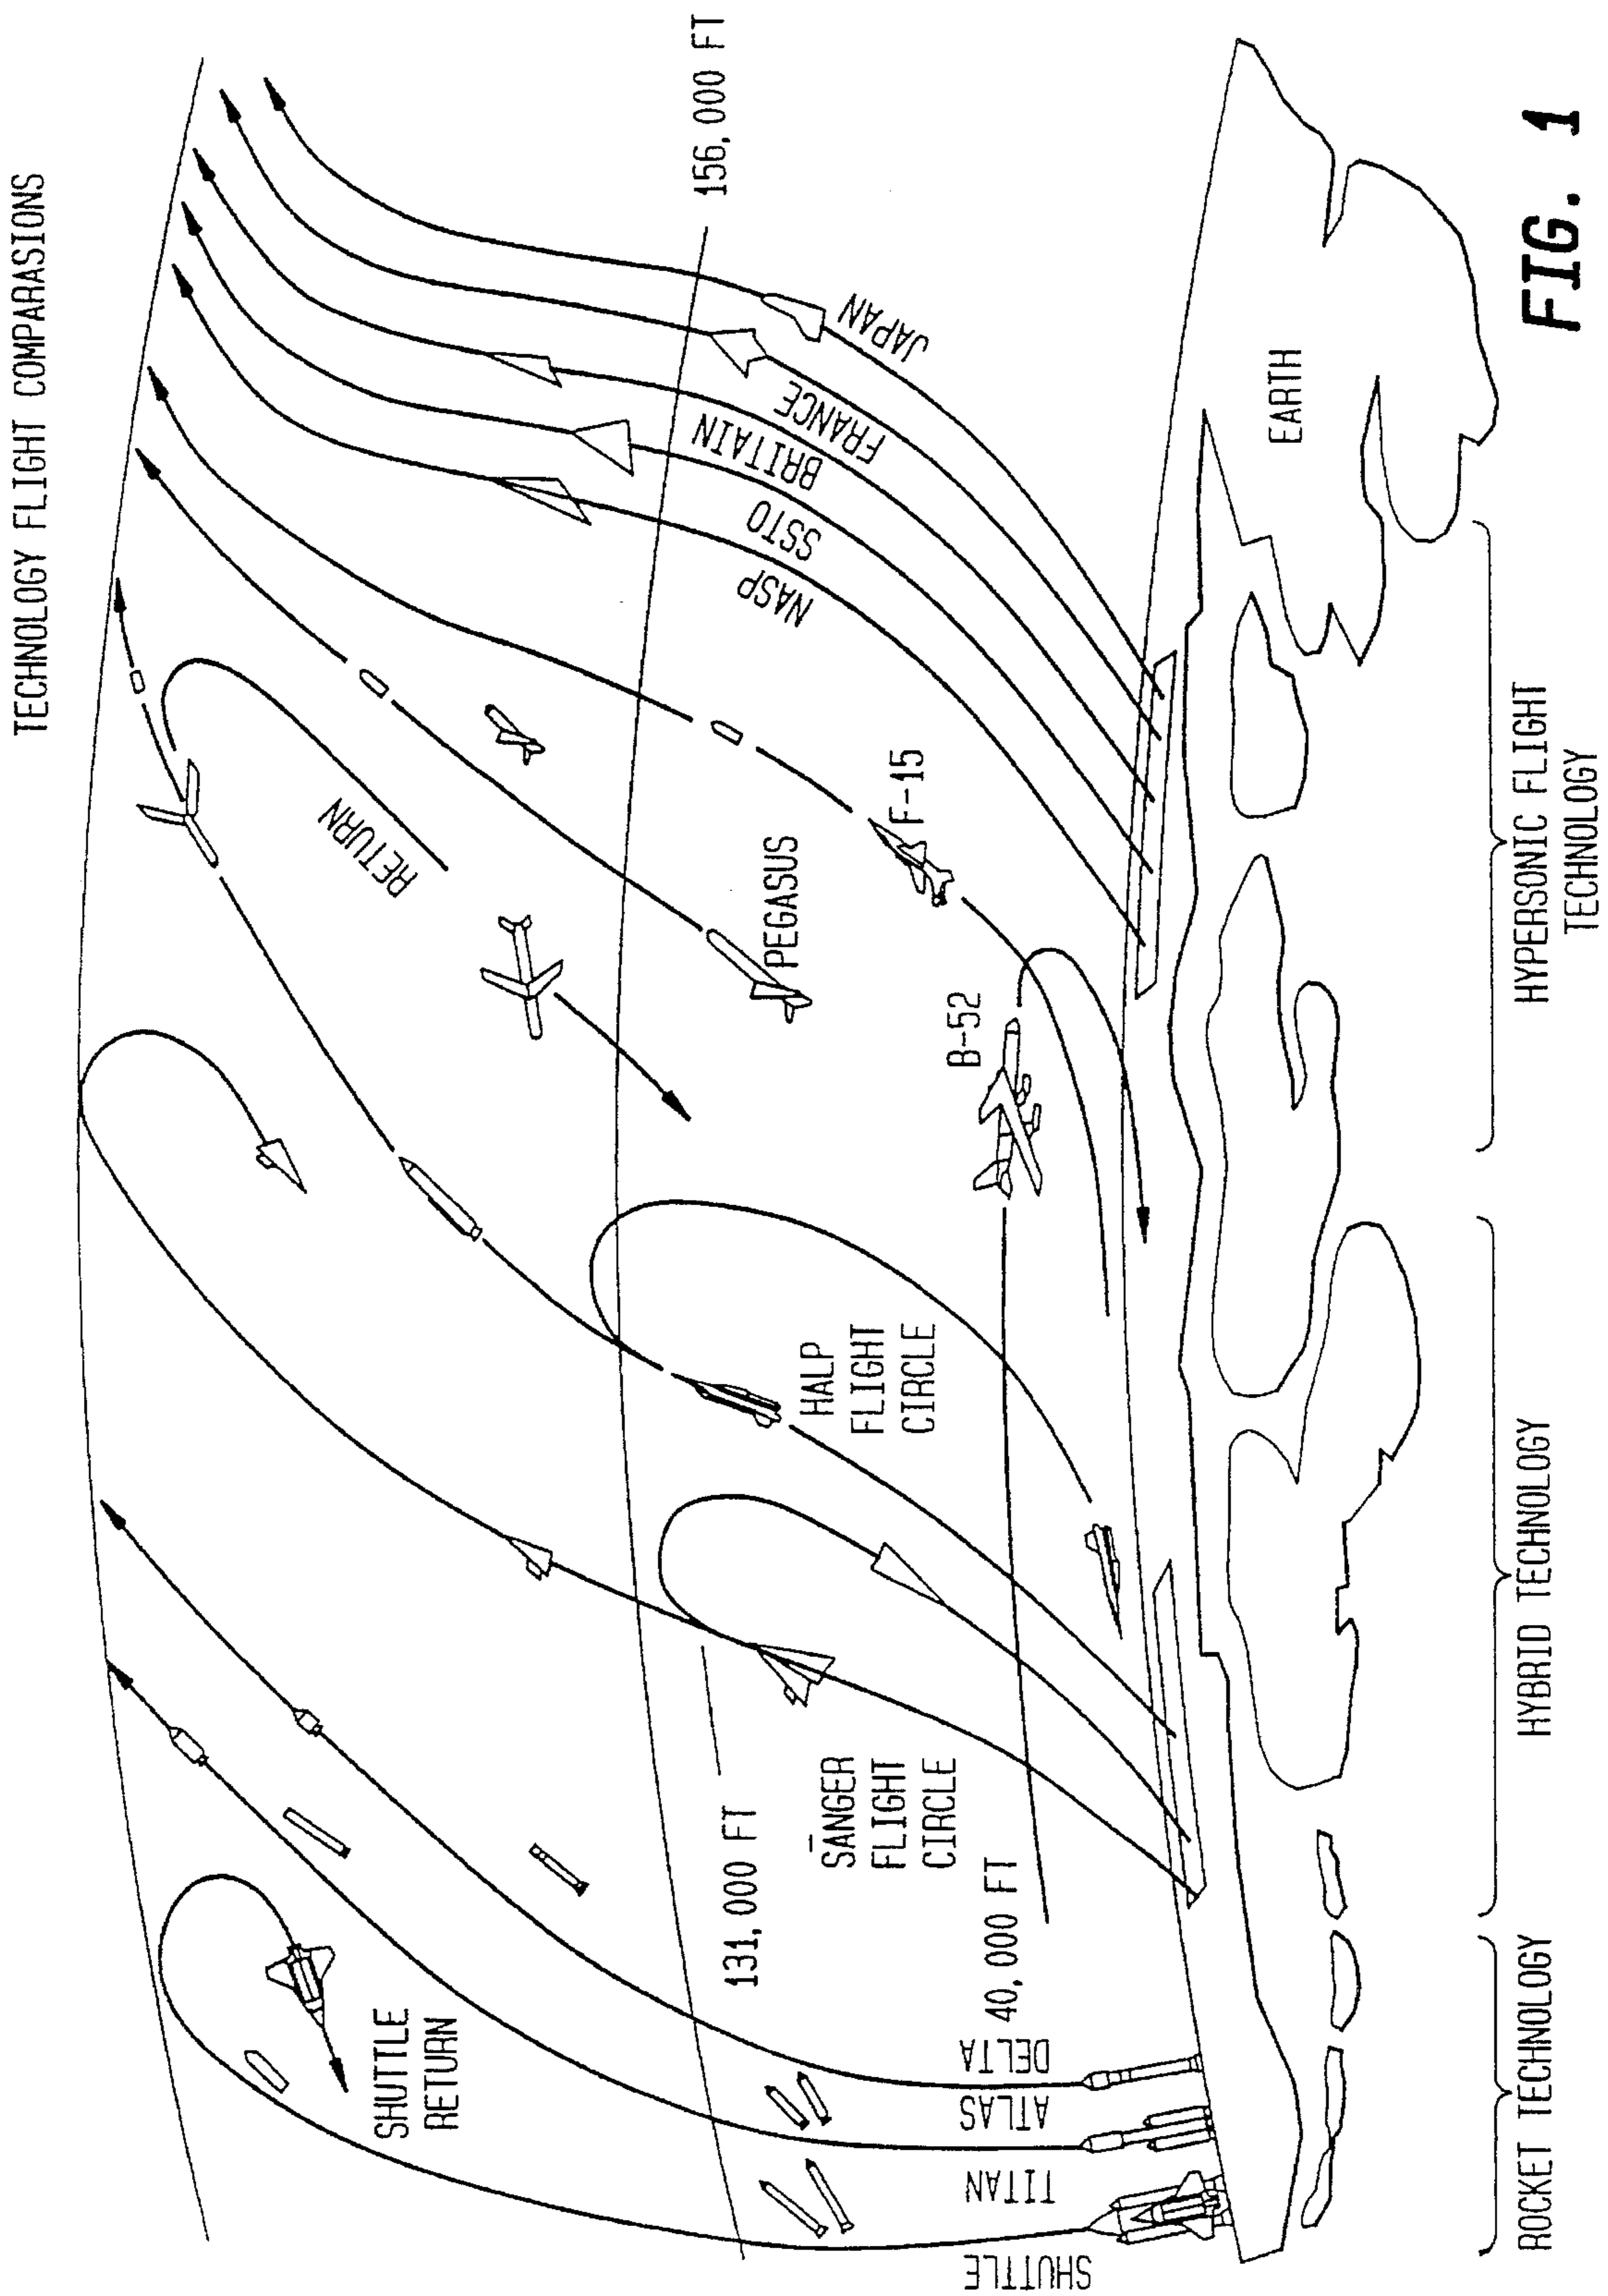 TECHNOLOGY FLIGHT COMPARASIONS
156,000 FT
RETURN
SHUTTLE
RETURN
131,000 FT
SĀNGER
FLIGHT
CIRCLE
HALP
FLIGHT
CIRCLE
PEGASUS
F-15
B-52
40,000 FT
NASP
SSTO
BRITTAIN
FRANCE
JAPAN
SHUTTLE
TITAN
ATLAS
DELTA
EARTH
ROCKET TECHNOLOGY
HYBRID TECHNOLOGY
HYPERSONIC FLIGHT
TECHNOLOGY
FIG. 1